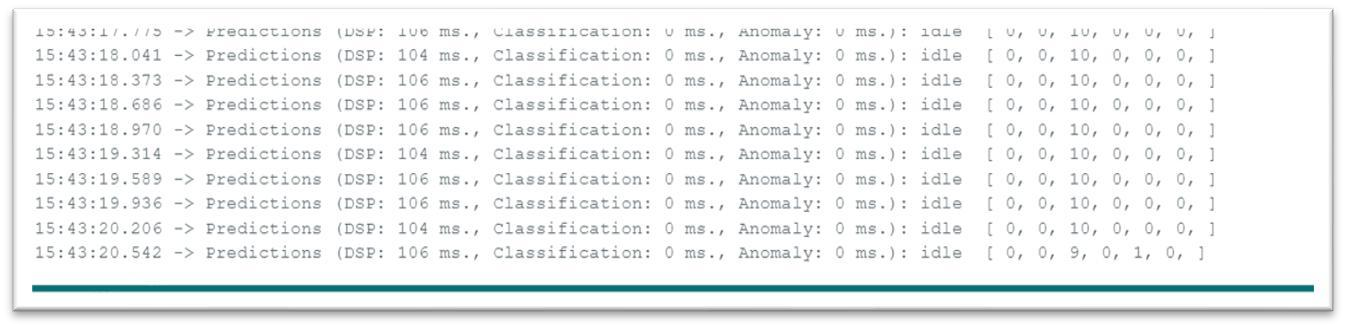 15:43:17.775 -> Predictions (DSP: 106 ms., Classification: 0 ms., Anomaly: 0 ms.): idle [ 0, 0, 10, 0, 0, 0, ]
15:43:18.041 -> Predictions (DSP: 104 ms., Classification: 0 ms., Anomaly: 0 ms.): idle [ 0, 0, 10, 0, 0, 0, ]
15:43:18.373 -> Predictions (DSP: 106 ms., Classification: 0 ms., Anomaly: 0 ms.): idle [ 0, 0, 10, 0, 0, 0, ]
15:43:18.686 -> Predictions (DSP: 106 ms., Classification: 0 ms., Anomaly: 0 ms.): idle [ 0, 0, 10, 0, 0, 0, ]
15:43:18.970 -> Predictions (DSP: 106 ms., Classification: 0 ms., Anomaly: 0 ms.): idle [ 0, 0, 10, 0, 0, 0, ]
15:43:19.314 -> Predictions (DSP: 104 ms., Classification: 0 ms., Anomaly: 0 ms.): idle [ 0, 0, 10, 0, 0, 0, ]
15:43:19.589 -> Predictions (DSP: 106 ms., Classification: 0 ms., Anomaly: 0 ms.): idle [ 0, 0, 10, 0, 0, 0, ]
15:43:19.936 -> Predictions (DSP: 106 ms., Classification: 0 ms., Anomaly: 0 ms.): idle [ 0, 0, 10, 0, 0, 0, ]
15:43:20.206 -> Predictions (DSP: 104 ms., Classification: 0 ms., Anomaly: 0 ms.): idle [ 0, 0, 10, 0, 0, 0, ]
15:43:20.542 -> Predictions (DSP: 106 ms., Classification: 0 ms., Anomaly: 0 ms.): idle [ 0, 0, 9, 0, 1, 0, ]